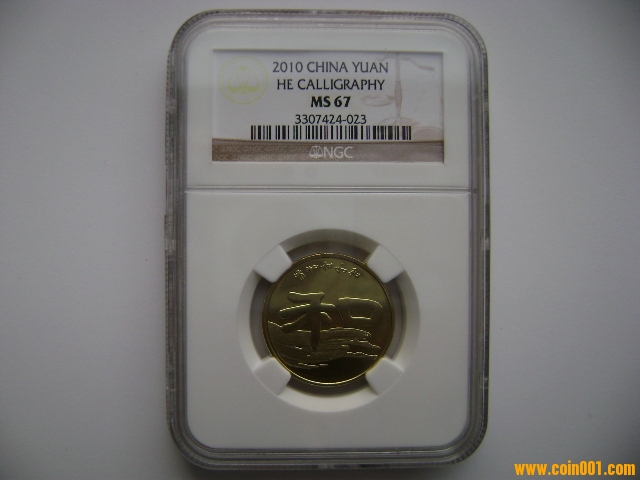 2010 CHINA YUAN
HE CALLIGRAPHY
MS 67
3307424-023
NGC
和
www.coin001.com